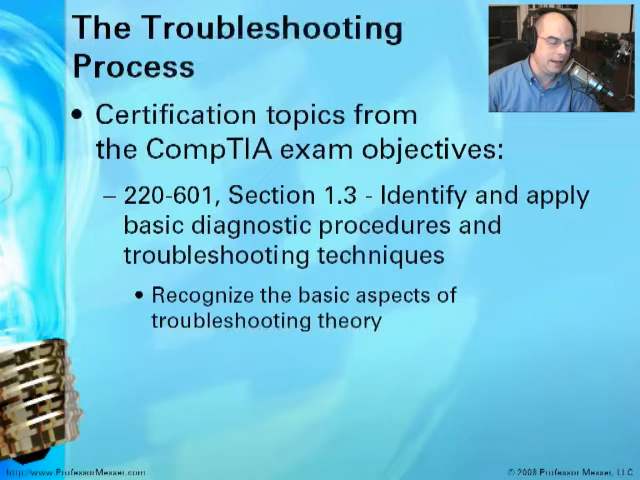 The Troubleshooting
Process
• Certification topics from
the CompTIA exam objectives:
– 220-601, Section 1.3 - Identify and apply
basic diagnostic procedures and
troubleshooting techniques
• Recognize the basic aspects of
troubleshooting theory
http://www.ProfessorMesser.com
© 2008 Professor Messer, LLC